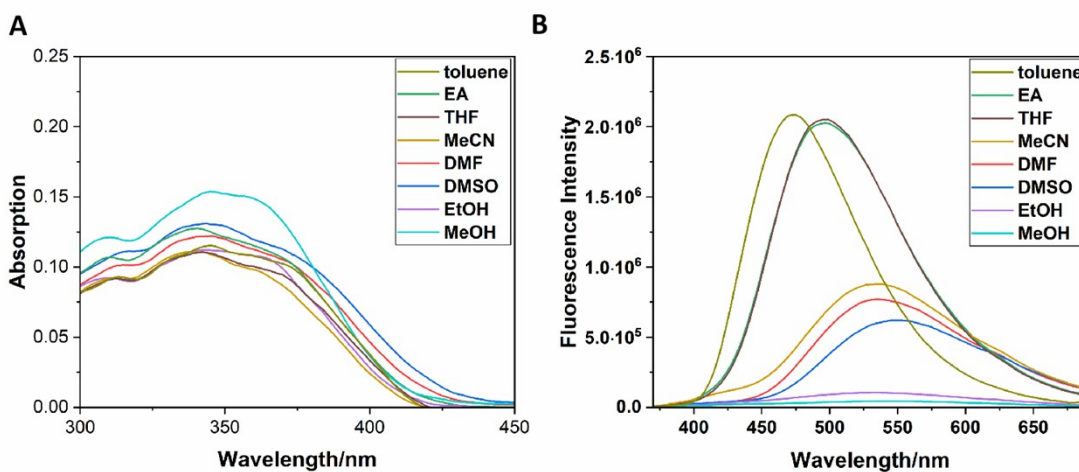 A
0.25
0.20
0.15
0.10
0.05
0.00
300
350
400
450
Absorption
Wavelength/nm
toluene
EA
THF
MeCN
DMF
DMSO
EtOH
MeOH
B
2.5·10⁶
2.0·10⁶
1.5·10⁶
1.0·10⁶
5.0·10⁵
0.0
400
450
500
550
600
650
Fluorescence Intensity
Wavelength/nm
toluene
EA
THF
MeCN
DMF
DMSO
EtOH
MeOH